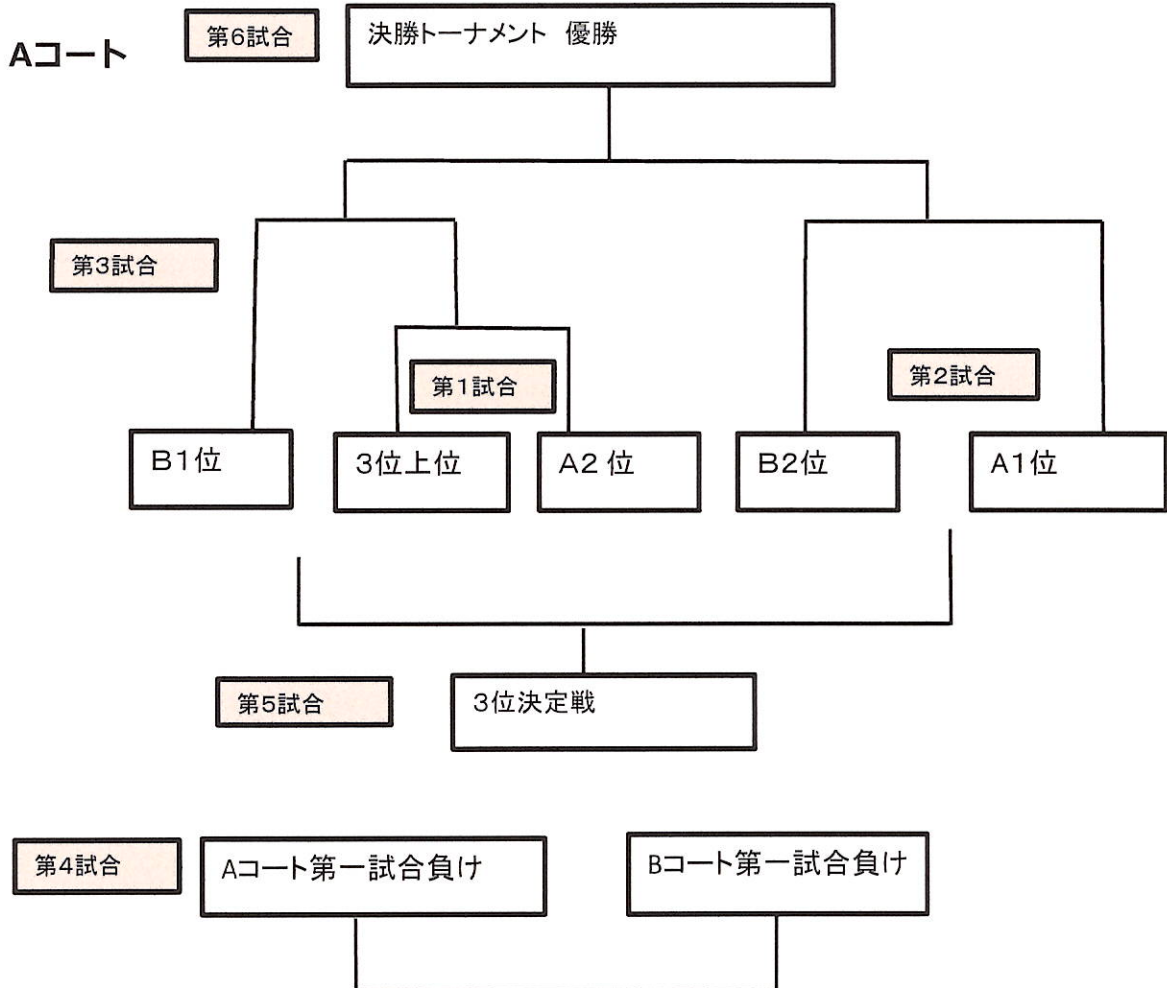 Aコート
第6試合
決勝トーナメント 優勝
第3試合
第1試合
第2試合
B1位
3位上位
A2位
B2位
A1位
第5試合
3位決定戦
第4試合
Aコート第一試合負け
Bコート第一試合負け